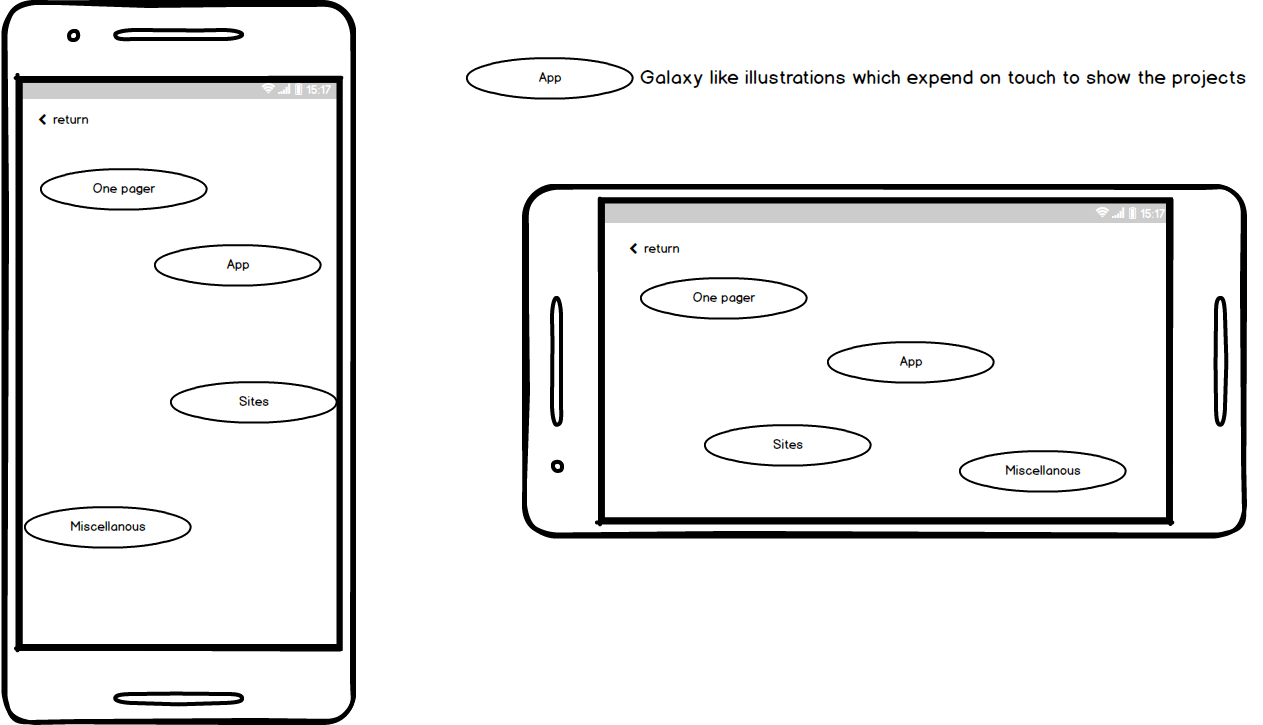 15:17
return
One pager
App
Sites
Miscellanous
App Galaxy like illustrations which expend on touch to show the projects
15:17
return
One pager
App
Sites
Miscellanous